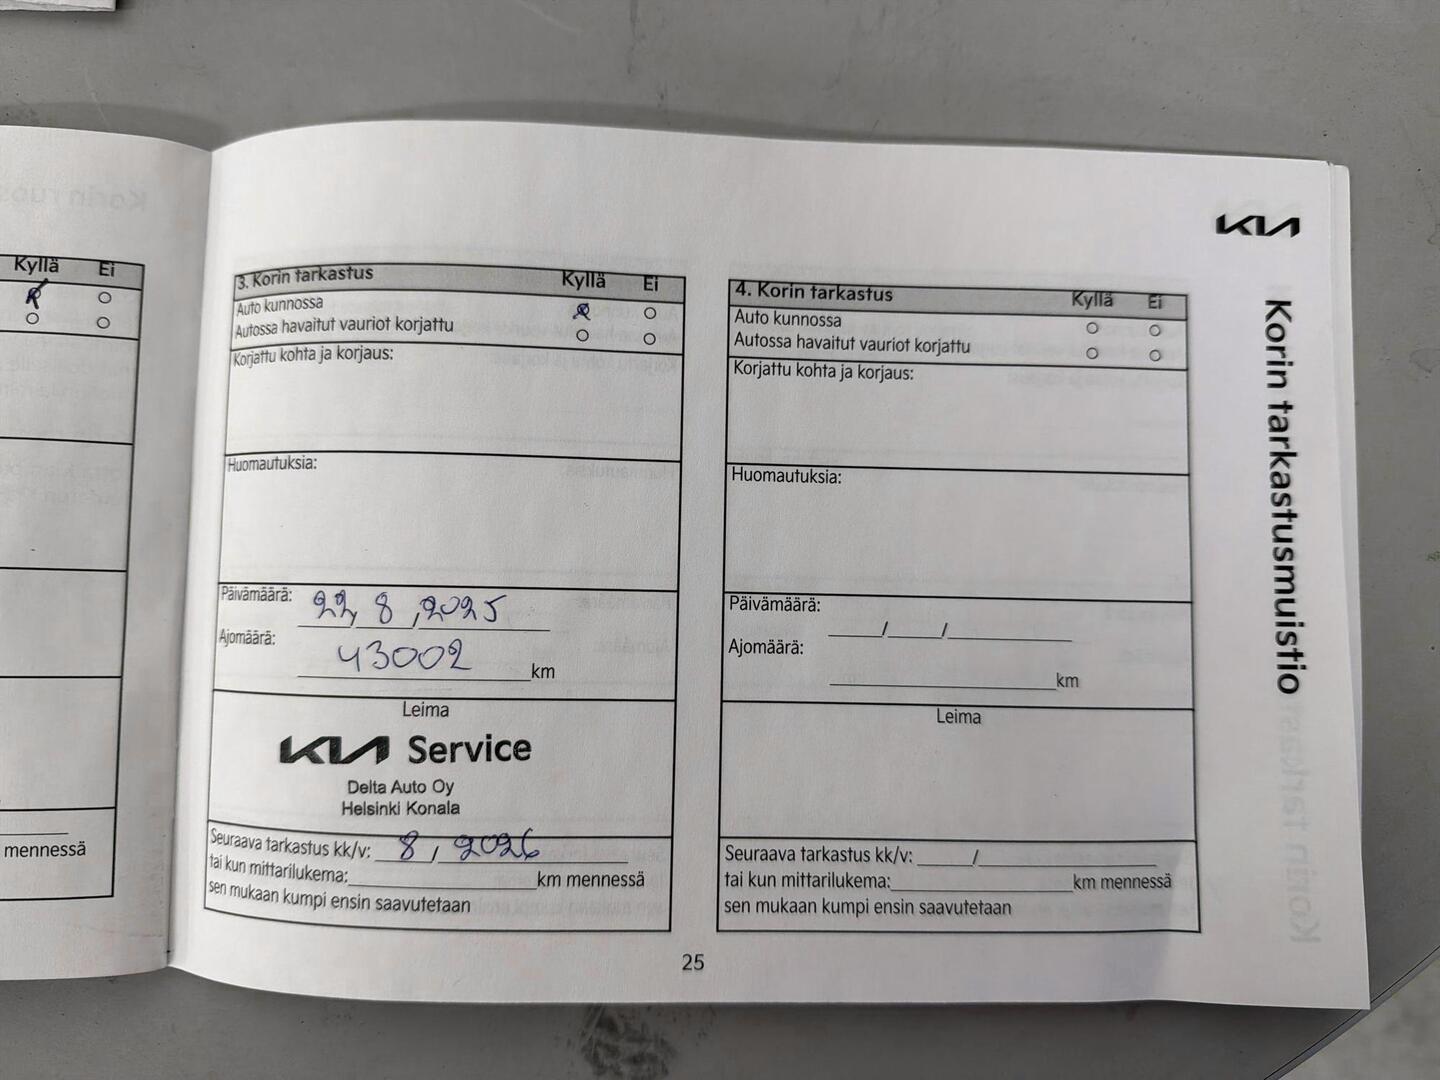 Kyllä Ei
mennessä
KIA
Korin tarkastusmuistio
3. Korin tarkastus Kyllä Ei
Auto kunnossa
Autossa havaitut vauriot korjattu
Korjattu kohta ja korjaus:
Huomautuksia:
Päivämäärä: 22, 8, 2025
Ajomäärä: 43002 km
Leima
KIA Service
Delta Auto Oy
Helsinki Konala
Seuraava tarkastus kk/v: 8, 2026
tai kun mittarilukema: km mennessä
sen mukaan kumpi ensin saavutetaan
4. Korin tarkastus Kyllä Ei
Auto kunnossa
Autossa havaitut vauriot korjattu
Korjattu kohta ja korjaus:
Huomautuksia:
Päivämäärä: / /
Ajomäärä: km
Leima
Seuraava tarkastus kk/v: /
tai kun mittarilukema: km mennessä
sen mukaan kumpi ensin saavutetaan
25